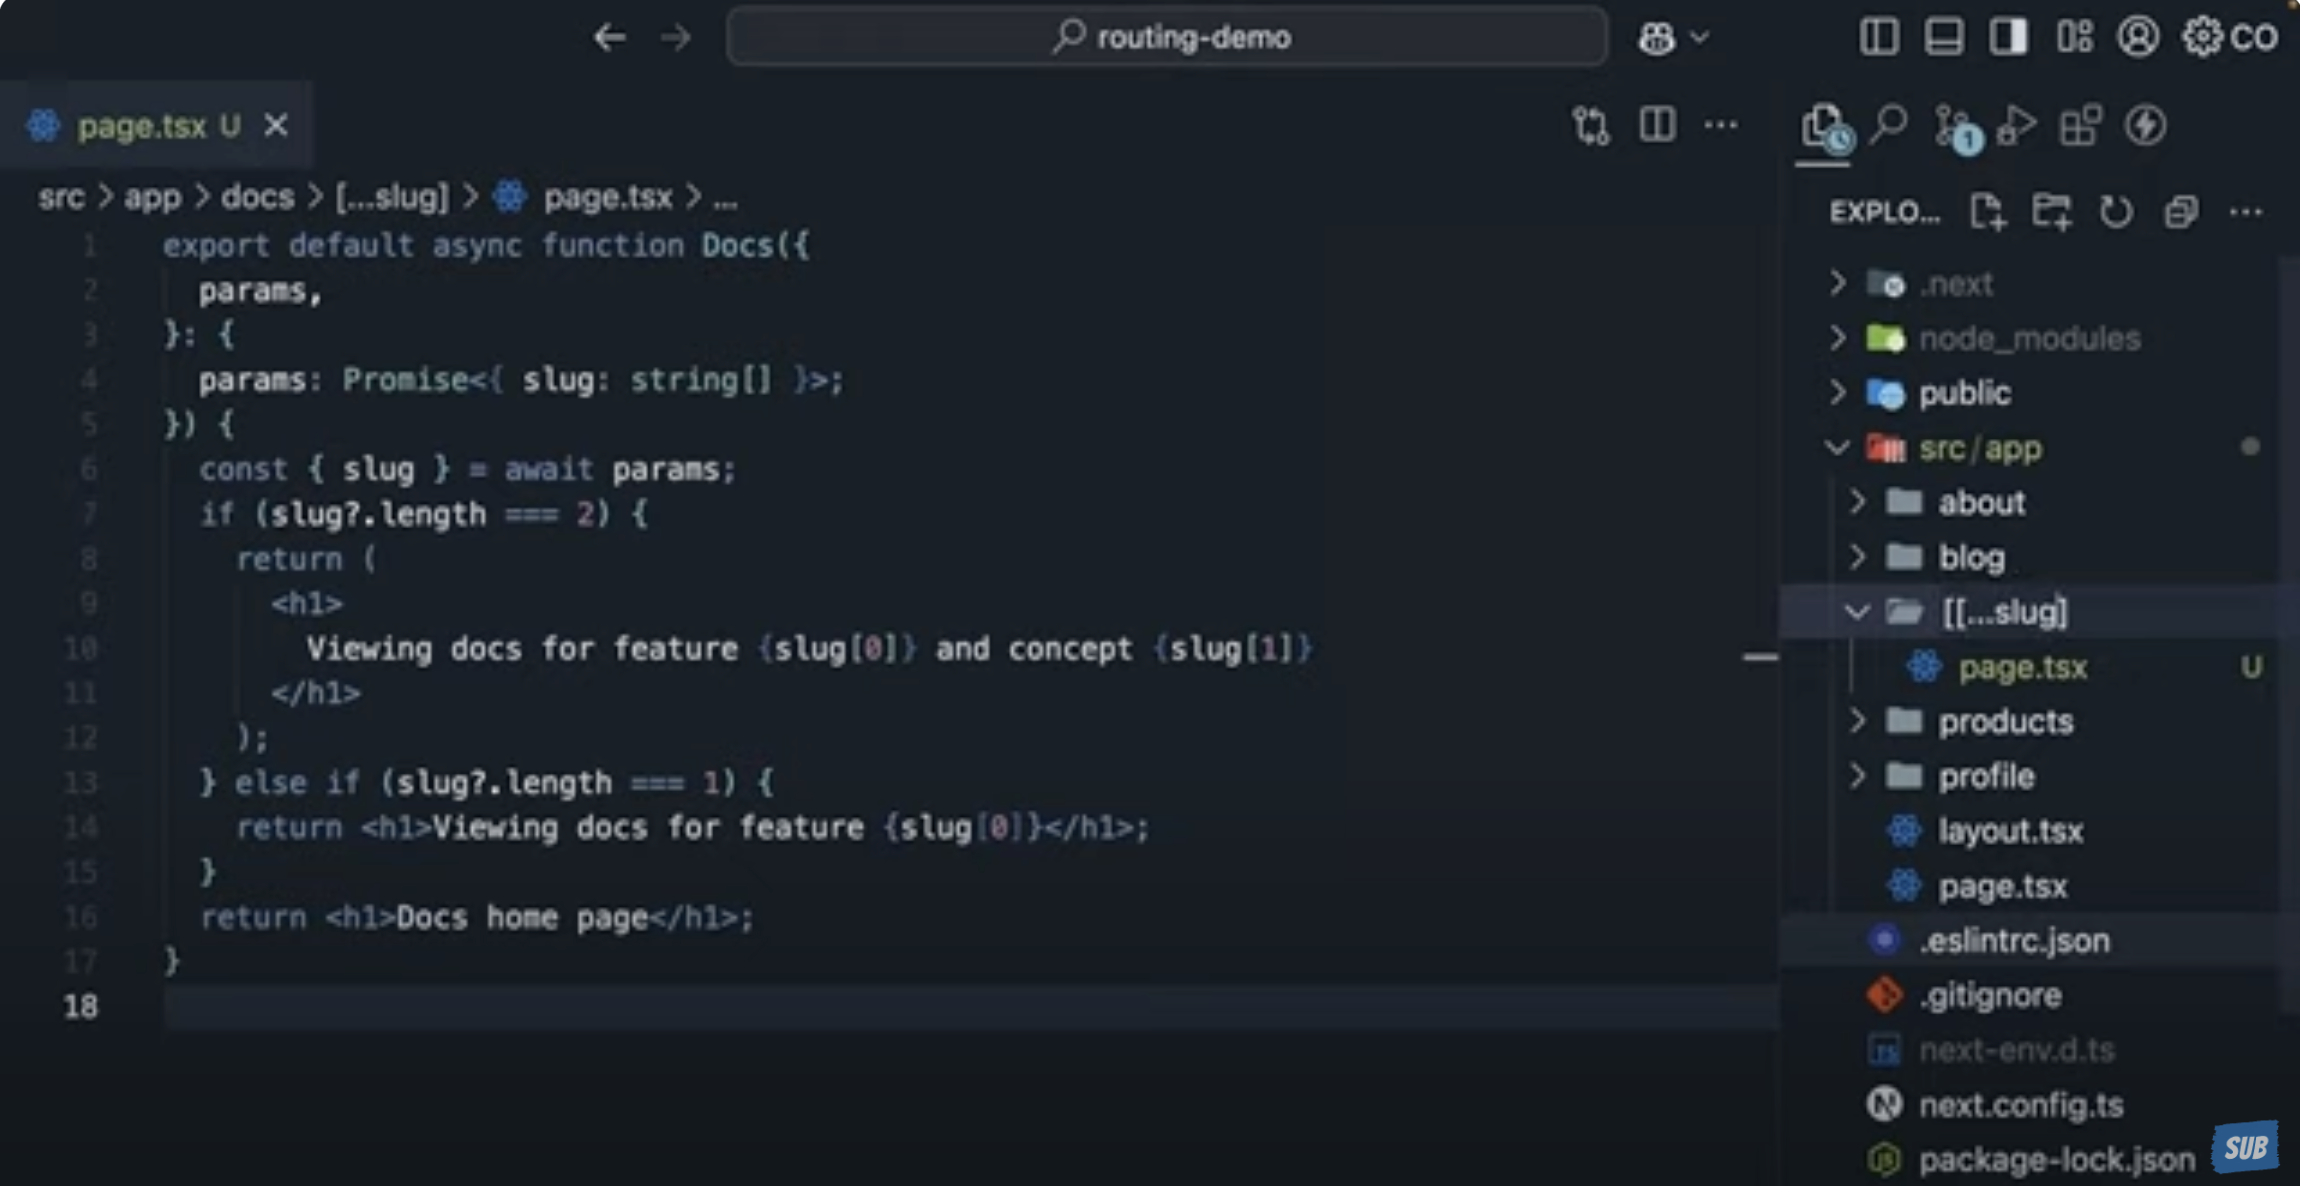 routing-demo
CO
page.tsx U
src > app > docs > [...slug] > page.tsx > ...
1 export default async function Docs({
2 params,
3 }: {
4 params: Promise<{ slug: string[] }>;
5 }) {
6 const { slug } = await params;
7 if (slug?.length === 2) {
8 return (
9 <h1>
10 Viewing docs for feature {slug[0]} and concept {slug[1]}
11 </h1>
12 );
13 } else if (slug?.length === 1) {
14 return <h1>Viewing docs for feature {slug[0]}</h1>;
15 }
16 return <h1>Docs home page</h1>;
17 }
18
1
EXPLO...
.next
node_modules
public
src/app
about
blog
[[...slug]
page.tsx U
products
profile
layout.tsx
page.tsx
.eslintrc.json
.gitignore
TS next-env.d.ts
N next.config.ts
JS package-lock.json
SUB